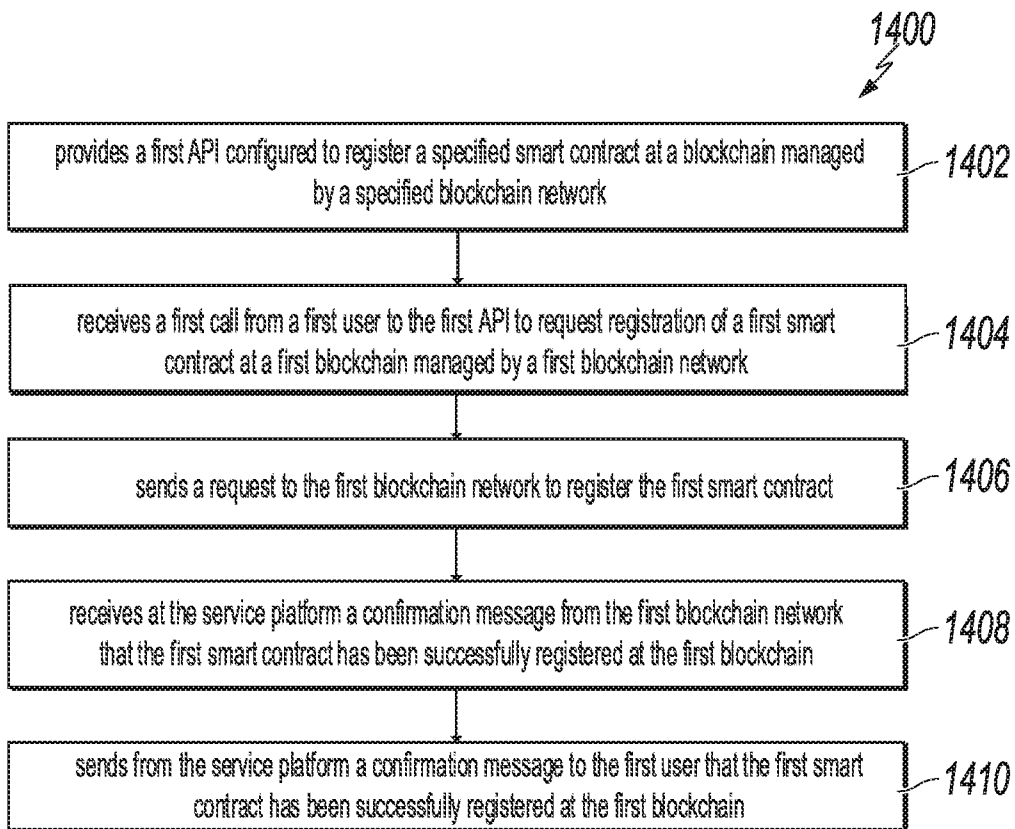 1400
provides a first API configured to register a specified smart contract at a blockchain managed
by a specified blockchain network
1402
receives a first call from a first user to the first API to request registration of a first smart
contract at a first blockchain managed by a first blockchain network
1404
sends a request to the first blockchain network to register the first smart contract
1406
receives at the service platform a confirmation message from the first blockchain network
that the first smart contract has been successfully registered at the first blockchain
1408
sends from the service platform a confirmation message to the first user that the first smart
contract has been successfully registered at the first blockchain
1410